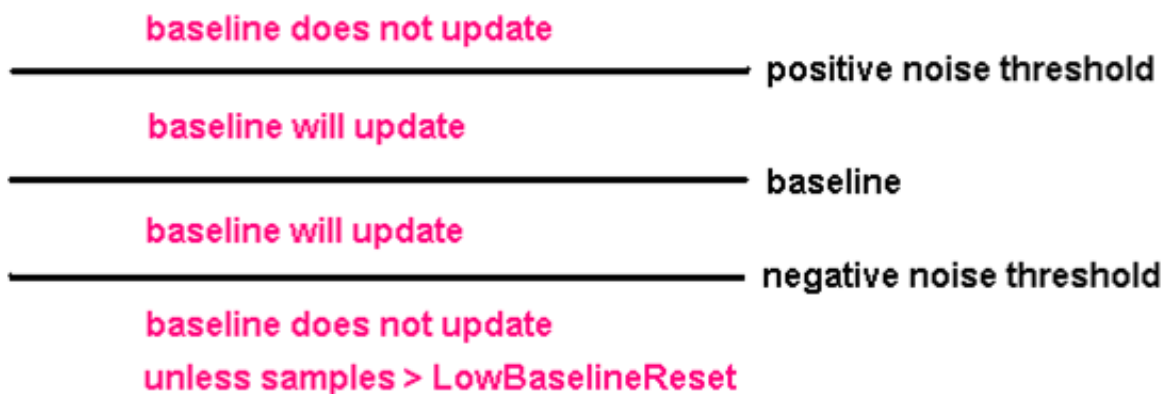 baseline does not update
positive noise threshold
baseline will update
baseline
baseline will update
negative noise threshold
baseline does not update
unless samples > LowBaselineReset